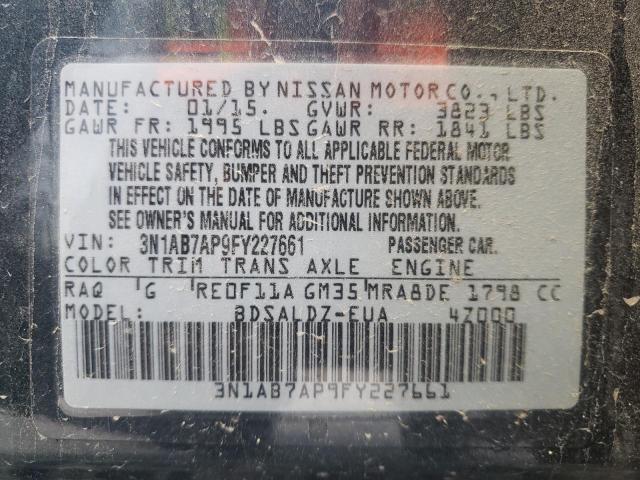 MANUFACTURED BY NISSAN MOTOR CO., LTD.
DATE: 01/15. GVWR: 3823 LBS
GAWR FR: 1995 LBS GAWR RR: 1841 LBS
THIS VEHICLE CONFORMS TO ALL APPLICABLE FEDERAL MOTOR
VEHICLE SAFETY, BUMPER AND THEFT PREVENTION STANDARDS
IN EFFECT ON THE DATE OF MANUFACTURE SHOWN ABOVE.
SEE OWNER'S MANUAL FOR ADDITIONAL INFORMATION.
VIN: 3N1AB7AP9FY227661 PASSENGER CAR.
COLOR TRIM TRANS AXLE ENGINE
RAQ G RE0F11A GM35 MRA8DE 1798 CC
MODEL: BDSALDZ-EUA 4Z000
3N1AB7AP9FY227661